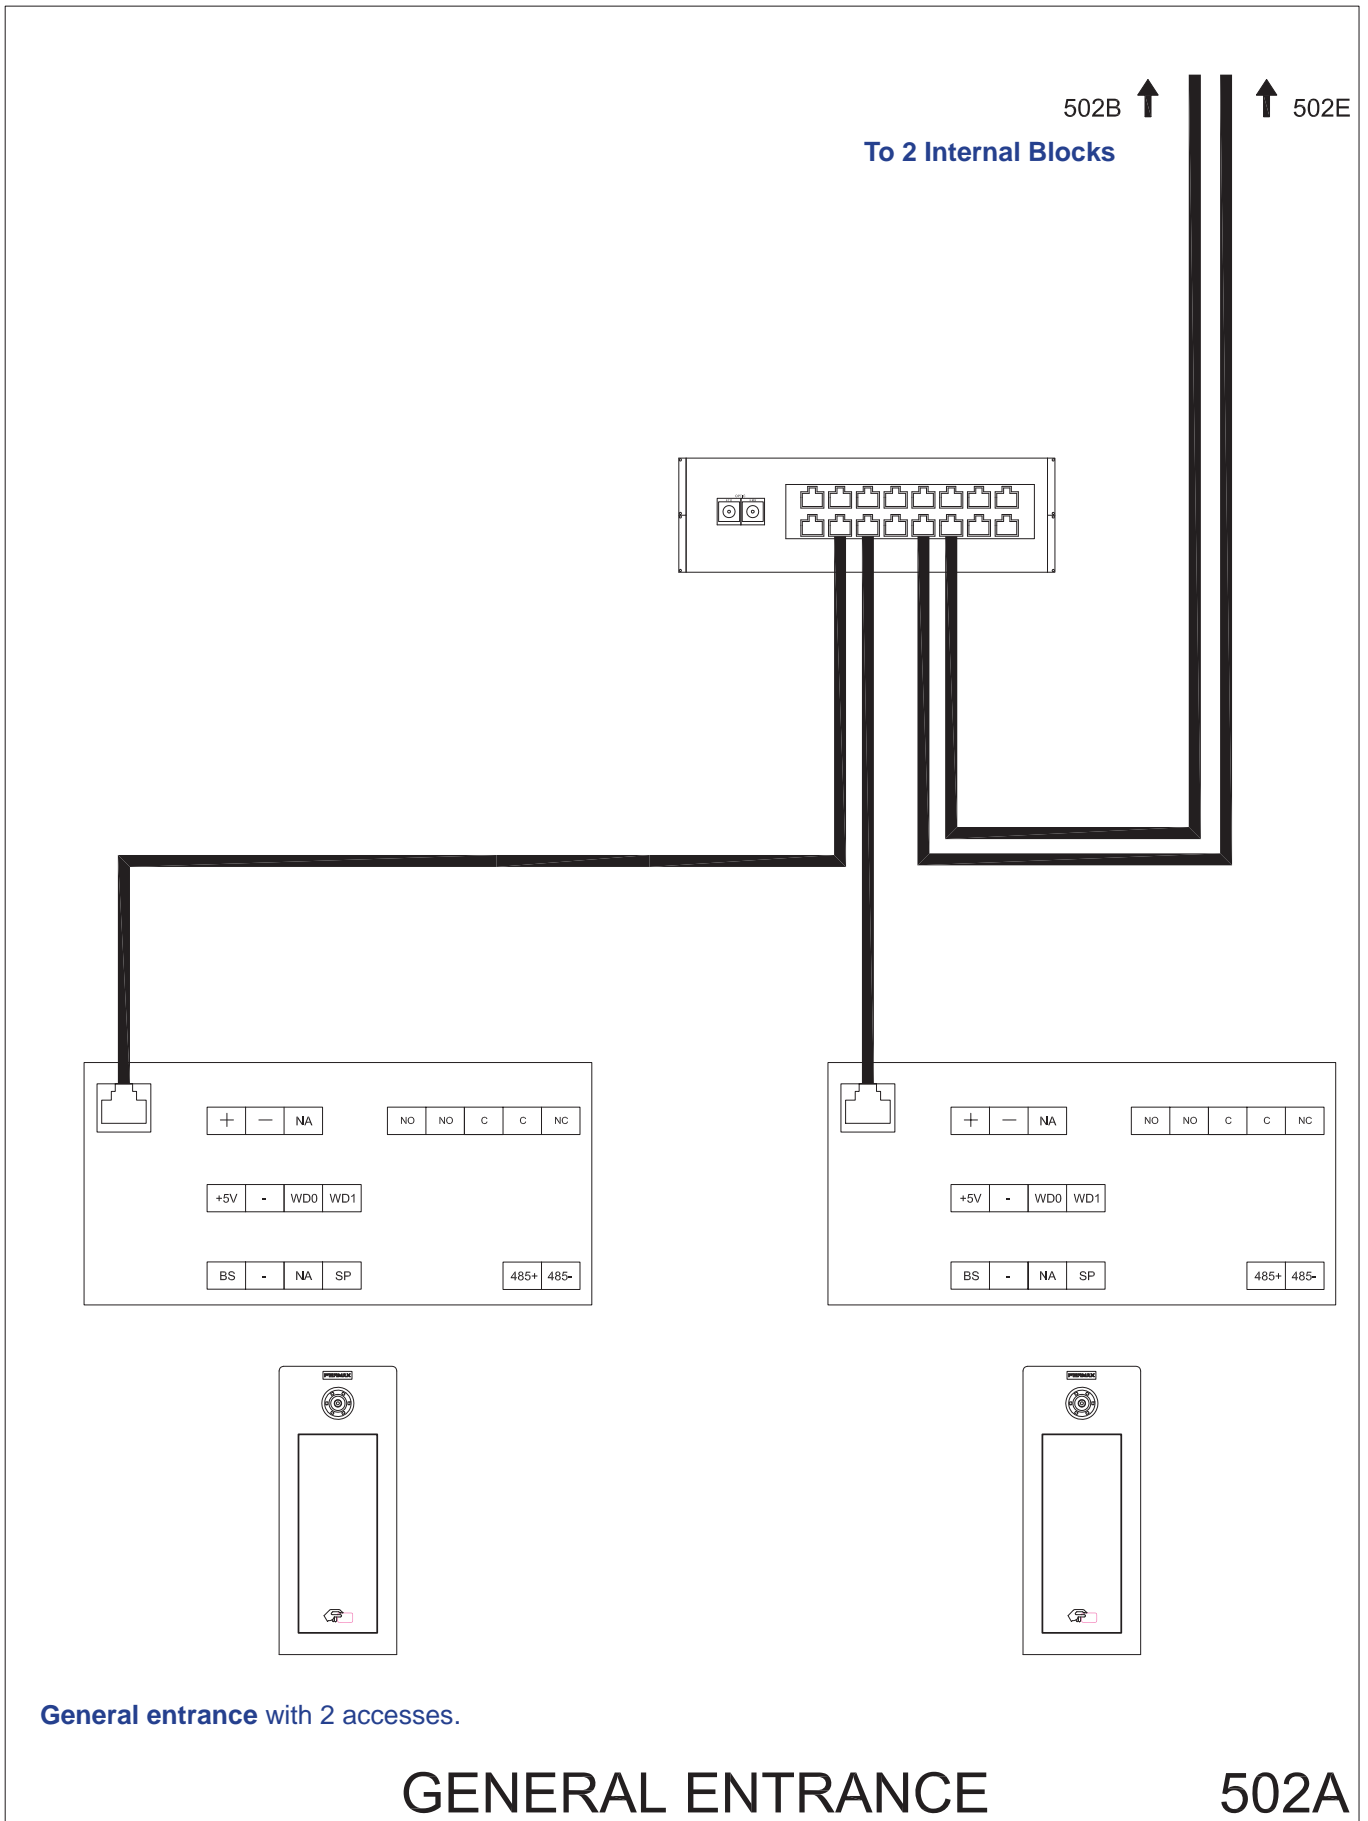 502B
502E
To 2 Internal Blocks
+ — NA
NO NO C C NC
+ — NA
NO NO C C NC
+5V - WD0 WD1
+5V - WD0 WD1
BS - NA SP
485+ 485-
BS - NA SP
485+ 485-
FERMAX
FERMAX
General entrance with 2 accesses.
GENERAL ENTRANCE
502A